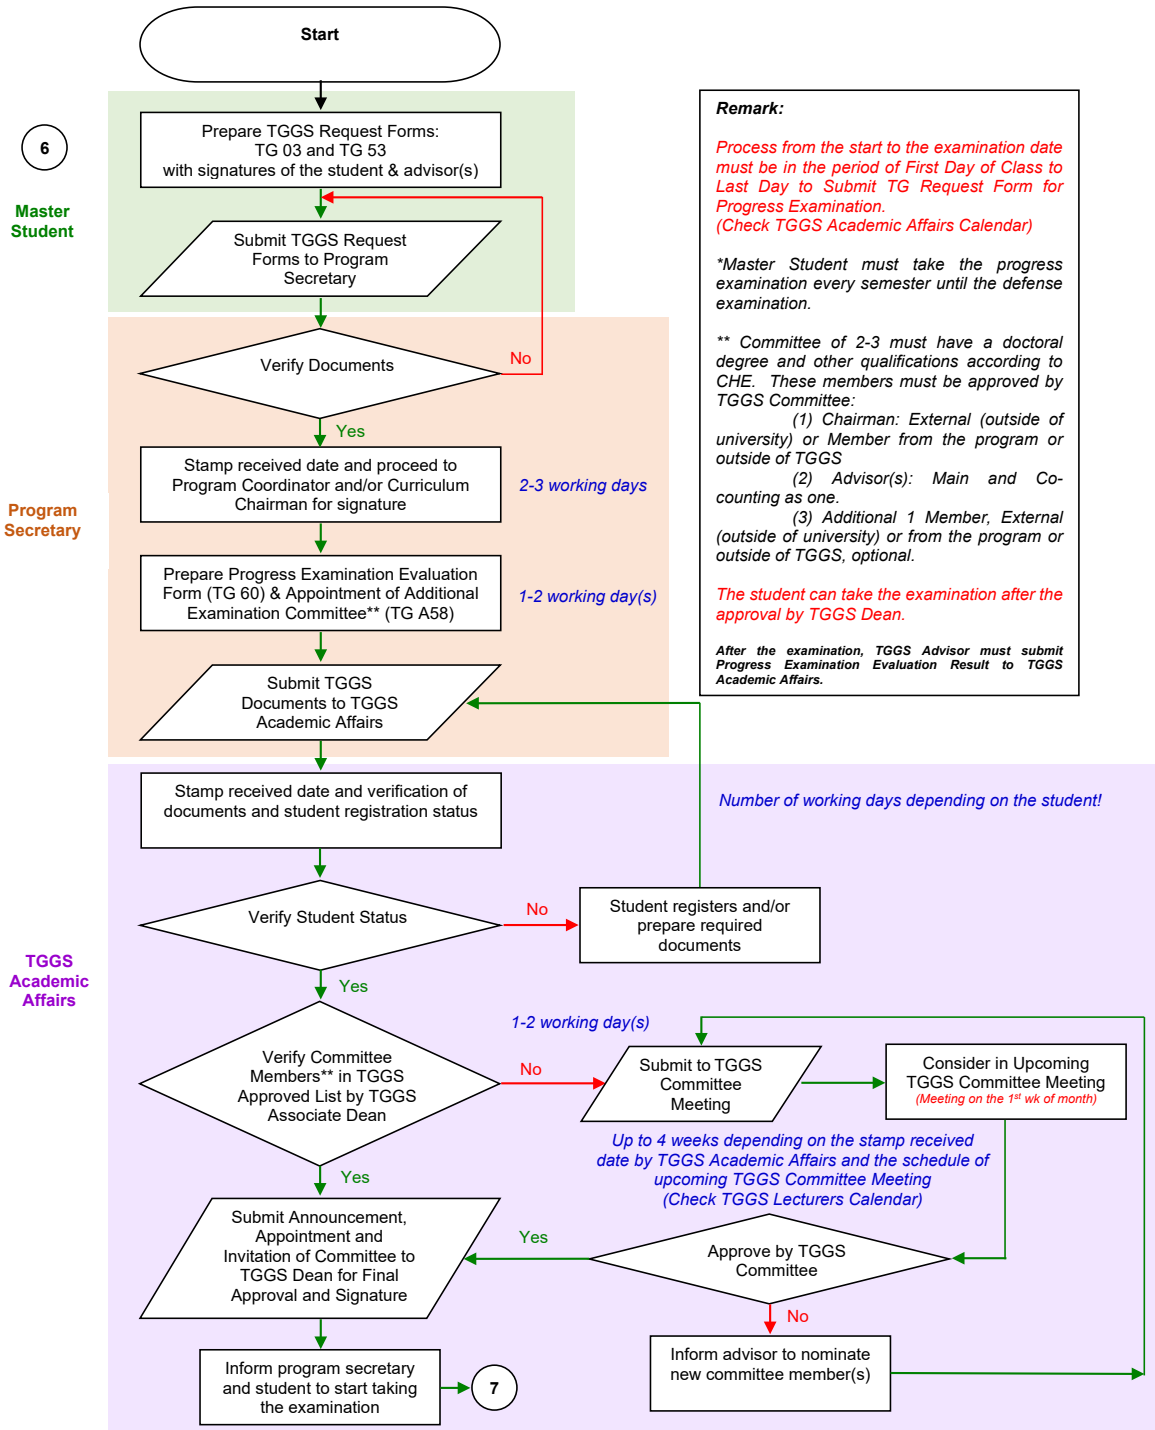 Start
6
Master
Student
Prepare TGGS Request Forms:
TG 03 and TG 53
with signatures of the student & advisor(s)
Submit TGGS Request
Forms to Program
Secretary
Remark:
Process from the start to the examination date
must be in the period of First Day of Class to
Last Day to Submit TG Request Form for
Progress Examination.
(Check TGGS Academic Affairs Calendar)
*Master Student must take the progress
examination every semester until the defense
examination.
** Committee of 2-3 must have a doctoral
degree and other qualifications according to
CHE. These members must be approved by
TGGS Committee:
(1) Chairman: External (outside of
university) or Member from the program or
outside of TGGS
(2) Advisor(s): Main and Co-
counting as one.
(3) Additional 1 Member, External
(outside of university) or from the program or
outside of TGGS, optional.
The student can take the examination after the
approval by TGGS Dean.
After the examination, TGGS Advisor must submit
Progress Examination Evaluation Result to TGGS
Academic Affairs.
Program
Secretary
Verify Documents
No
Yes
Stamp received date and proceed to
Program Coordinator and/or Curriculum
Chairman for signature
2-3 working days
Prepare Progress Examination Evaluation
Form (TG 60) & Appointment of Additional
Examination Committee** (TG A58)
1-2 working day(s)
Submit TGGS
Documents to TGGS
Academic Affairs
TGGS
Academic
Affairs
Stamp received date and verification of
documents and student registration status
Number of working days depending on the student!
Verify Student Status
No
Student registers and/or
prepare required
documents
Yes
1-2 working day(s)
Verify Committee
Members** in TGGS
Approved List by TGGS
Associate Dean
No
Submit to TGGS
Committee
Meeting
Consider in Upcoming
TGGS Committee Meeting
(Meeting on the 1st wk of month)
Up to 4 weeks depending on the stamp received
date by TGGS Academic Affairs and the schedule of
upcoming TGGS Committee Meeting
(Check TGGS Lecturers Calendar)
Yes
Submit Announcement,
Appointment and
Invitation of Committee to
TGGS Dean for Final
Approval and Signature
Yes
Approve by TGGS
Committee
No
Inform advisor to nominate
new committee member(s)
Inform program secretary
and student to start taking
the examination
7